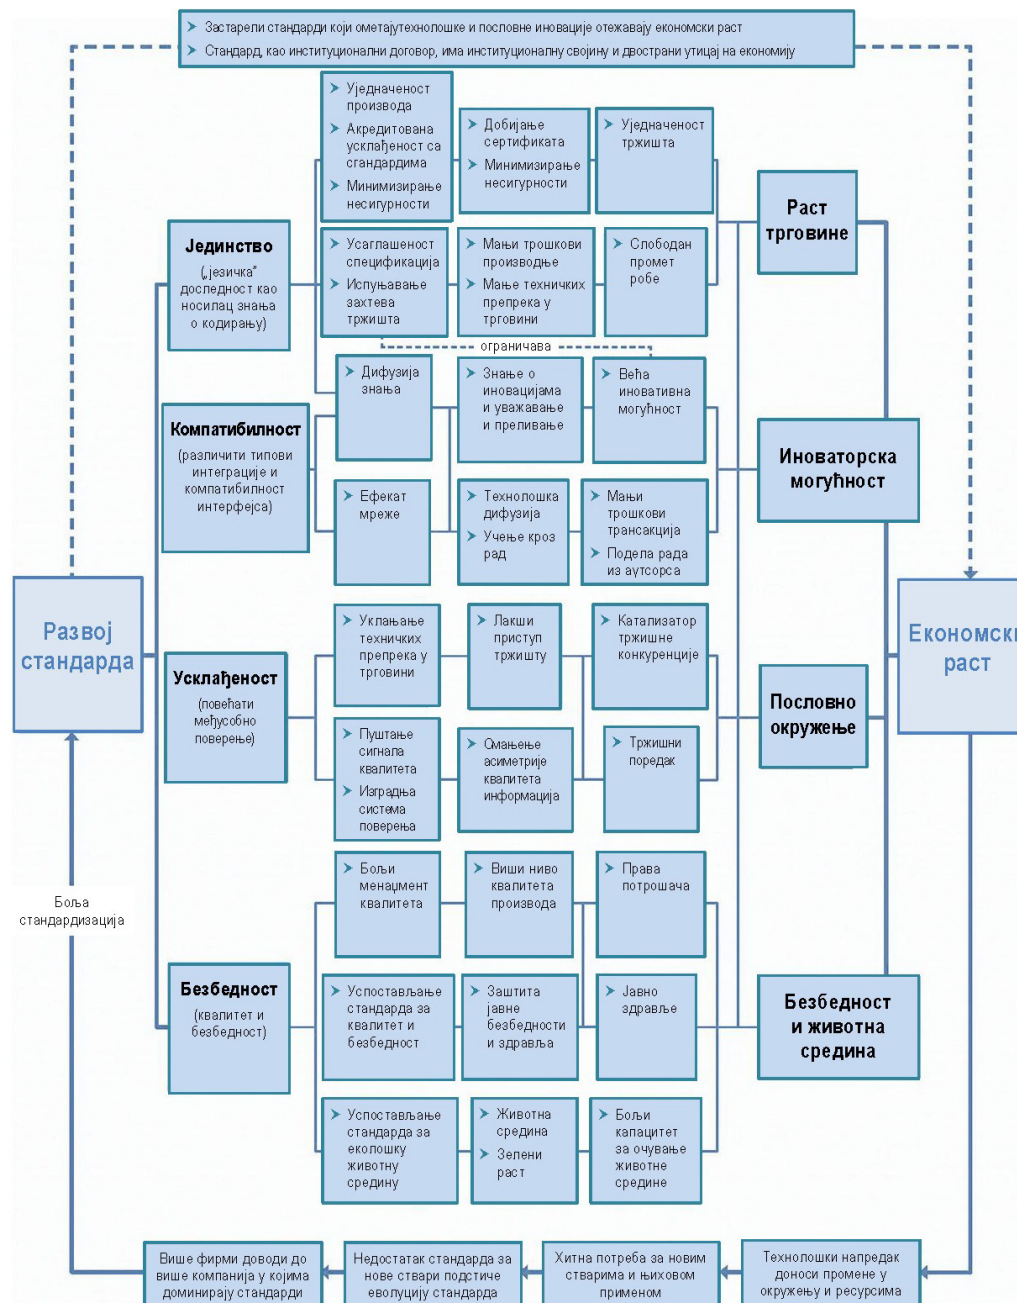 Застарели стандарди који ометајутехнолошке и пословне иновације отежавају економски раст
Стандард, као институционални договор, има институционалну својину и двострани утицај на економију
Уједначеност
производа
Акредитована
усклађеност са
стандардима
Минимизирање
несигурности
Добијање
сертификата
Минимизирање
несигурности
Уједначеност
тржишта
Раст
трговине
Јединство
(„језичка“
доследност као
носилац знања
о кодирању)
Усаглашеност
спецификација
Испуњавање
захтева
тржишта
Мањи трошкови
производње
Мање техничких
препрека у
трговини
Слободан
промет
робе
ограничава
Дифузија
знања
Знање о
иновацијама
и уважавање
и преливање
Већа
иновативна
могућност
Компатибилност
(различити типови
интеграције и
компатибилност
интерфејса)
Иноваторска
могућност
Ефекат
мреже
Технолошка
дифузија
Учење кроз
рад
Мањи
трошкови
трансакција
Подела рада
из аутсорса
Развој
стандарда
Економски
раст
Уклањање
техничких
препрека у
трговини
Лакши
приступ
тржишту
Катализатор
тржишне
конкуренције
Усклађеност
(повећати
међусобно
поверење)
Пословно
окружење
Пуштање
сигнала
квалитета
Изградња
система
поверења
Смањење
асиметрије
квалитета
информација
Тржишни
поредак
Боља
стандардизација
Бољи
менаџмент
квалитета
Виши ниво
квалитета
производа
Права
потрошача
Безбедност
(квалитет и
безбедност)
Успостављање
стандарда за
квалитет и
безбедност
Заштита
јавне
безбедности
и здравља
Јавно
здравље
Безбедност
и животна
средина
Успостављање
стандарда за
еколошку
животну
средину
Животна
средина
Зелени
раст
Бољи
капацитет
за очување
животне
средине
Више фирми доводи до
више компанија у којима
доминирају стандарди
Недостатак стандарда за
нове ствари подстиче
еволуцију стандарда
Хитна потреба за новим
стварима и њиховом
применом
Технолошки напредак
доноси промене у
окружењу и ресурсима